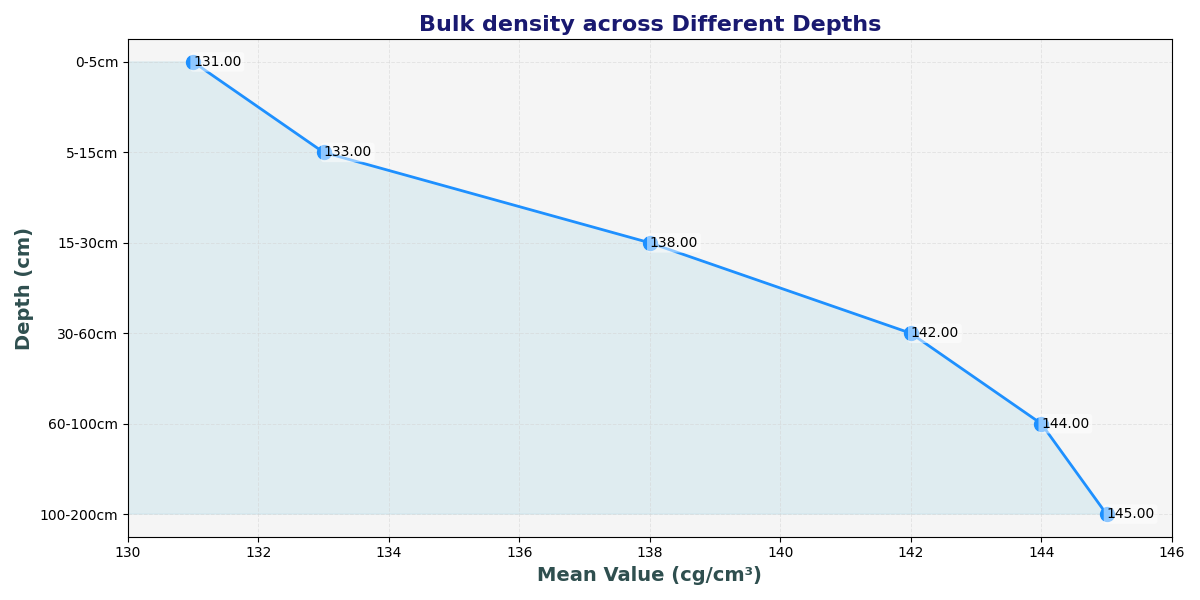 Bulk density across Different Depths
Depth (cm)
0-5cm
131.00
5-15cm
133.00
15-30cm
138.00
30-60cm
142.00
60-100cm
144.00
100-200cm
145.00
130 132 134 136 138 140 142 144 146
Mean Value (cg/cm³)